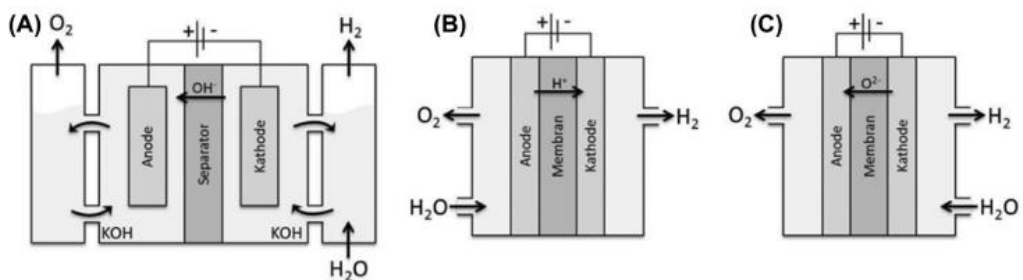 (A)
O₂
H₂
+ -
OH⁻
Anode
Separator
Kathode
KOH
KOH
H₂O
(B)
+ -
H⁺
O₂
H₂
Anode
Membran
Kathode
H₂O
(C)
+ -
O²⁻
O₂
H₂
Anode
Membran
Kathode
H₂O